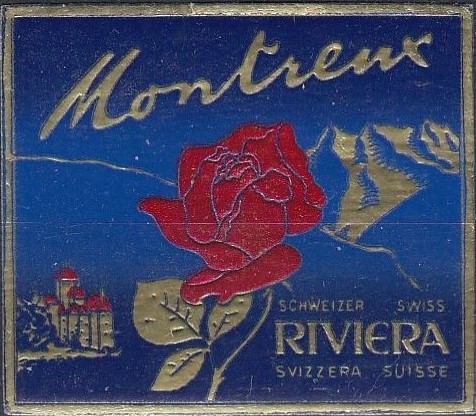 Montreux
SCHWEIZER SWISS
RIVIERA
SVIZZERA SUISSE